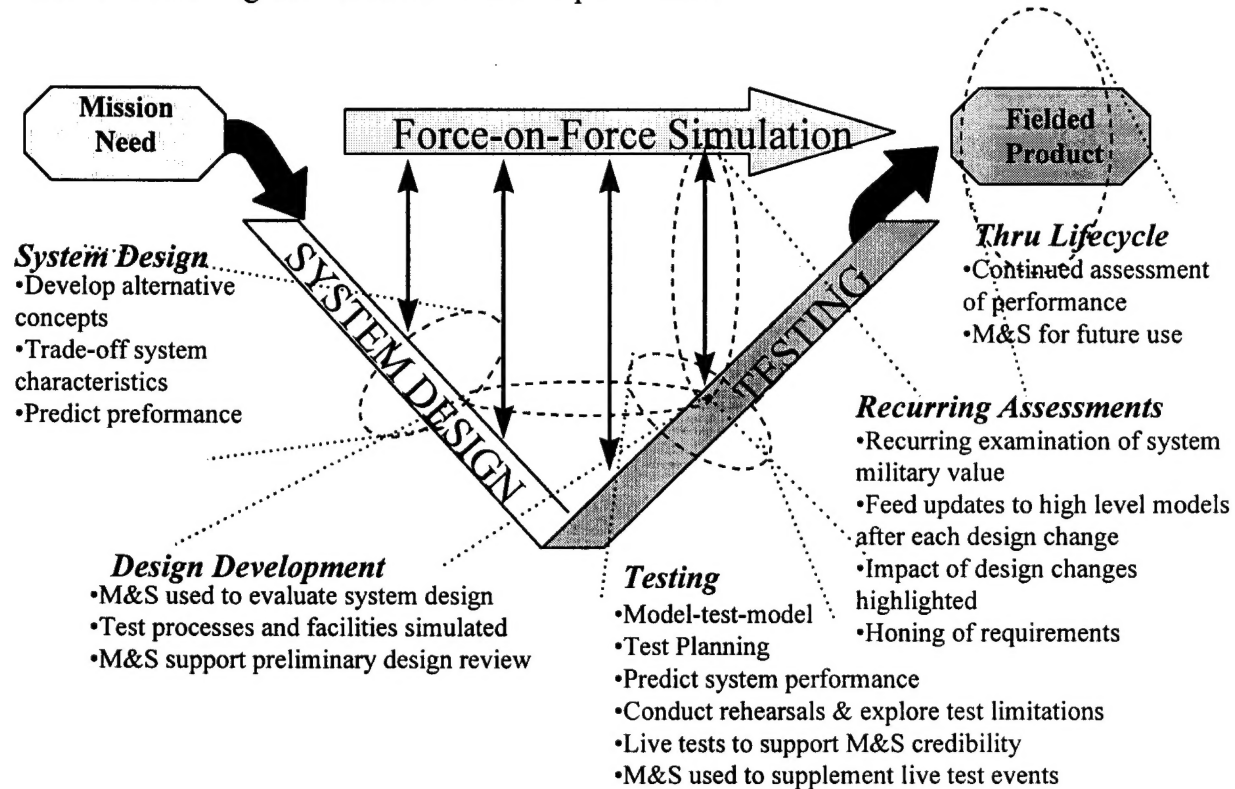 Mission
Need
Force-on-Force Simulation
Fielded
Product
SYSTEM DESIGN
TESTING
System Design
•Develop alternative
concepts
•Trade-off system
characteristics
•Predict preformance
Thru Lifecycle
•Continued assessment
of performance
•M&S for future use
Recurring Assessments
•Recurring examination of system
military value
•Feed updates to high level models
after each design change
•Impact of design changes
highlighted
•Honing of requirements
Design Development
•M&S used to evaluate system design
•Test processes and facilities simulated
•M&S support preliminary design review
Testing
•Model-test-model
•Test Planning
•Predict system performance
•Conduct rehearsals & explore test limitations
•Live tests to support M&S credibility
•M&S used to supplement live test events